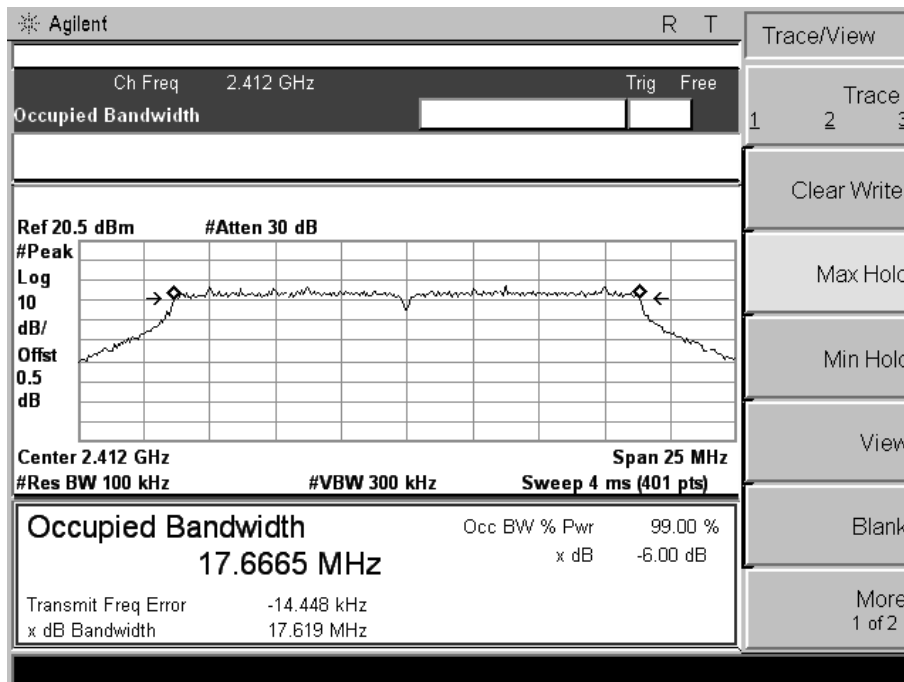 Agilent R T
Trace/View
Ch Freq 2.412 GHz Trig Free
Occupied Bandwidth
Trace
1 2 3
Clear Write
Max Hold
Min Hold
View
Blank
More
1 of 2
Ref 20.5 dBm #Atten 30 dB
#Peak
Log
10
dB/
Offst
0.5
dB
Center 2.412 GHz Span 25 MHz
#Res BW 100 kHz #VBW 300 kHz Sweep 4 ms (401 pts)
Occupied Bandwidth
17.6665 MHz
Occ BW % Pwr 99.00 %
x dB -6.00 dB
Transmit Freq Error -14.448 kHz
x dB Bandwidth 17.619 MHz